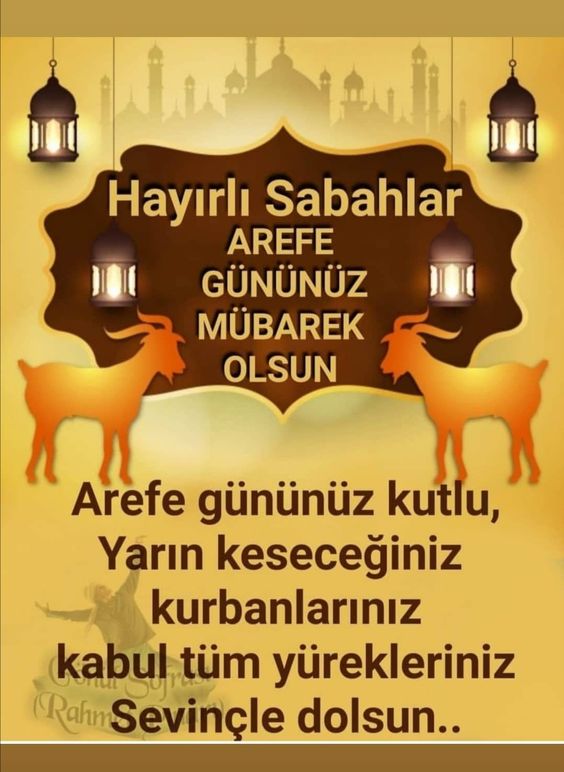 Hayırlı Sabahlar
AREFE
GÜNÜNÜZ
MÜBAREK
OLSUN
Arefe gününüz kutlu,
Yarın keseceğiniz
kurbanlarınız
kabul tüm yürekleriniz
Sevinçle dolsun..